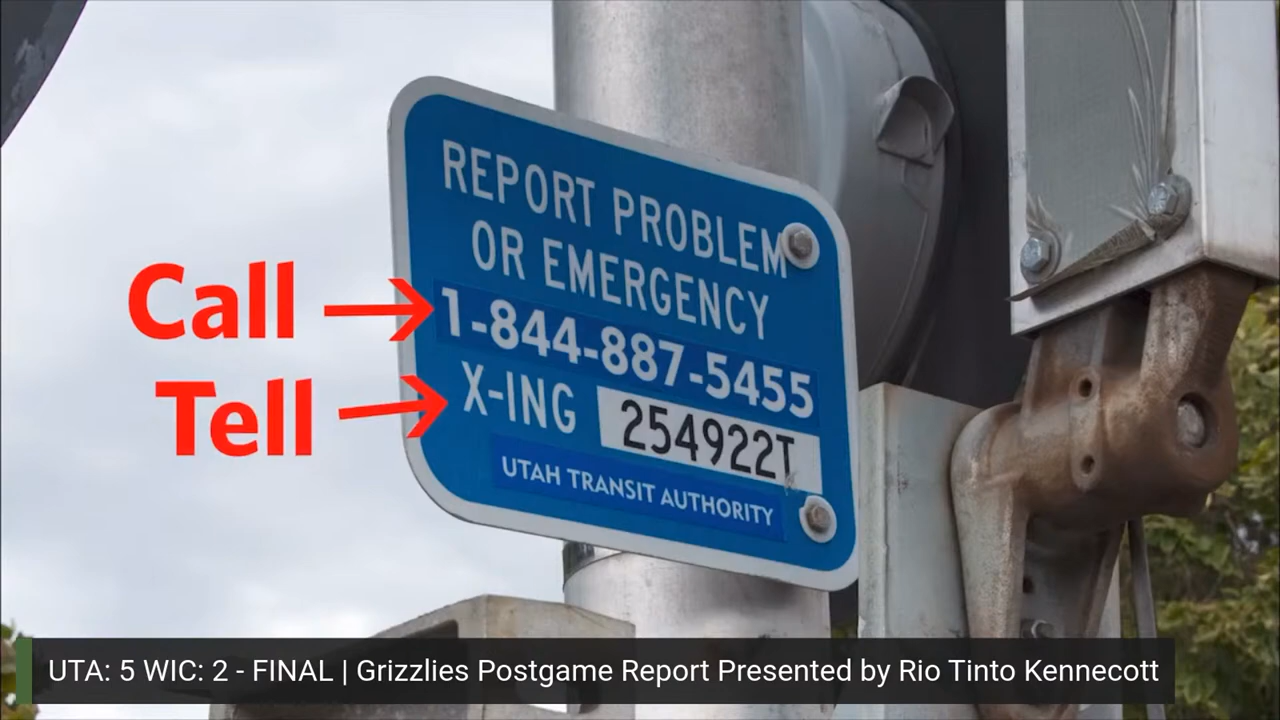 Call
Tell
REPORT PROBLEM
OR EMERGENCY
1-844-887-5455
X-ING 254922T
UTAH TRANSIT AUTHORITY
UTA: 5 WIC: 2 - FINAL | Grizzlies Postgame Report Presented by Rio Tinto Kennecott